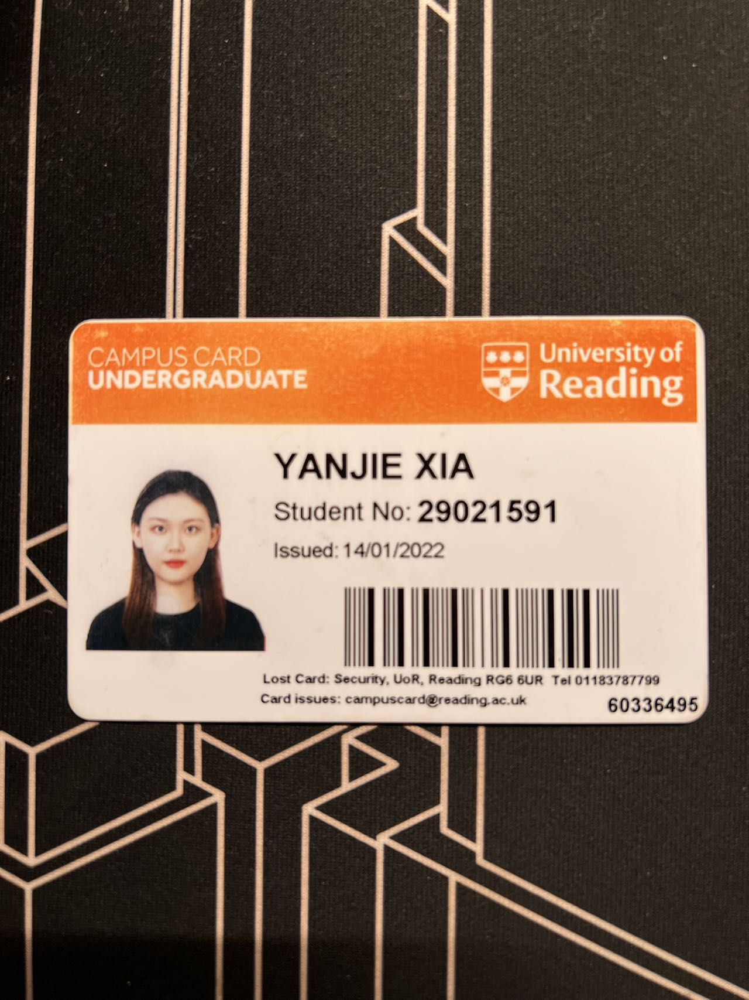 CAMPUS CARD
UNDERGRADUATE
University of
Reading
YANJIE XIA
Student No: 29021591
Issued: 14/01/2022
Lost Card: Security, UoR, Reading RG6 6UR Tel 01183787799
Card issues: campuscard@reading.ac.uk
60336495